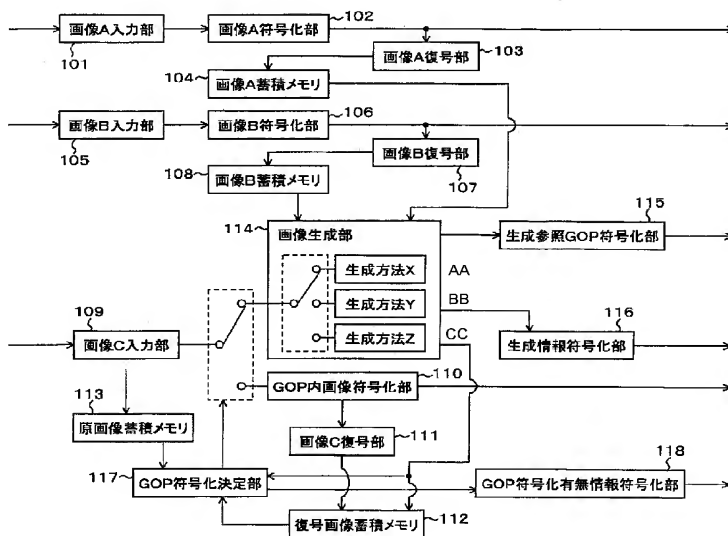 画像A入力部
101
画像A符号化部
102
画像A復号部
103
104
画像A蓄積メモリ
画像B入力部
105
画像B符号化部
106
画像B復号部
107
108
画像B蓄積メモリ
114
画像生成部
生成方法X
生成方法Y
生成方法Z
AA
BB
CC
115
生成参照GOP符号化部
116
生成情報符号化部
109
画像C入力部
110
GOP内画像符号化部
113
原画像蓄積メモリ
画像C復号部
111
117
GOP符号化決定部
118
GOP符号化有無情報符号化部
復号画像蓄積メモリ
112